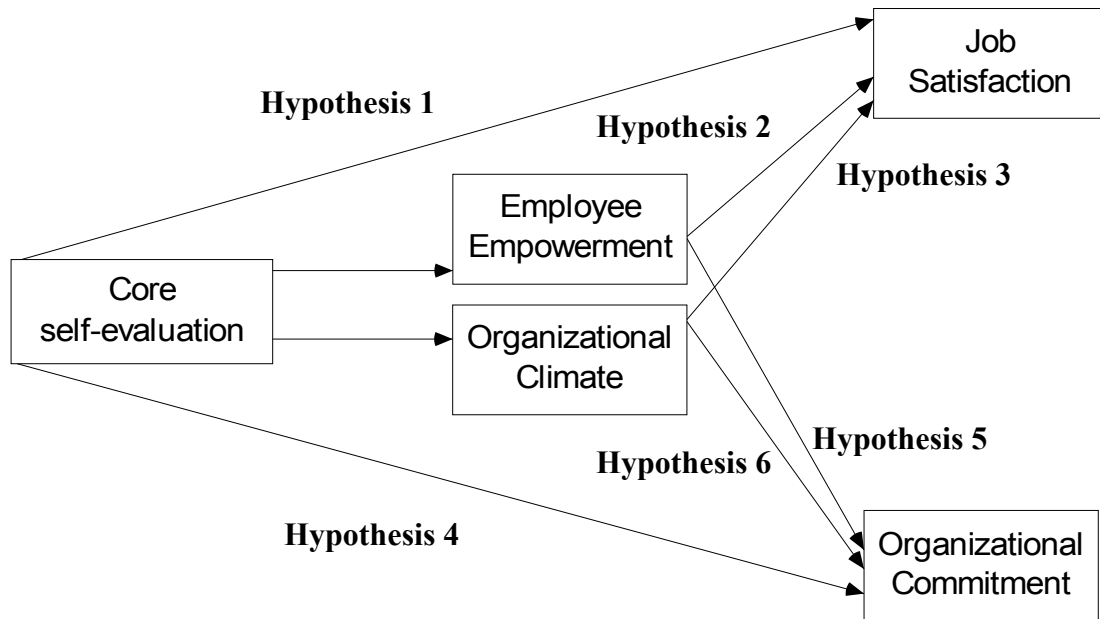 Job
Satisfaction
Hypothesis 1
Hypothesis 2
Hypothesis 3
Employee
Empowerment
Core
self-evaluation
Organizational
Climate
Hypothesis 5
Hypothesis 6
Hypothesis 4
Organizational
Commitment